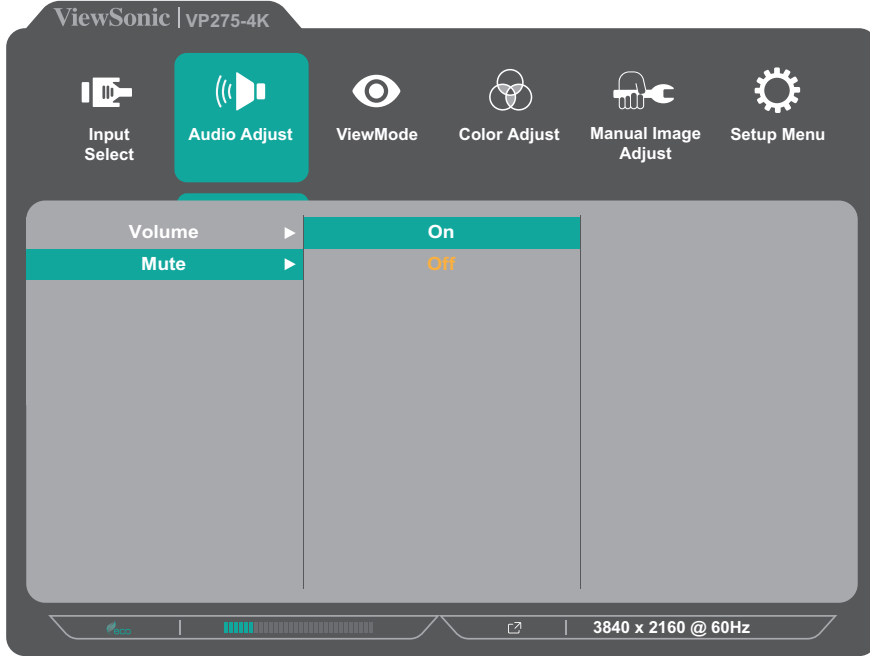 ViewSonic | VP275-4K
Input
Select
Audio Adjust
ViewMode
Color Adjust
Manual Image
Adjust
Setup Menu
Volume
On
Mute
Off
eco
3840 x 2160 @ 60Hz